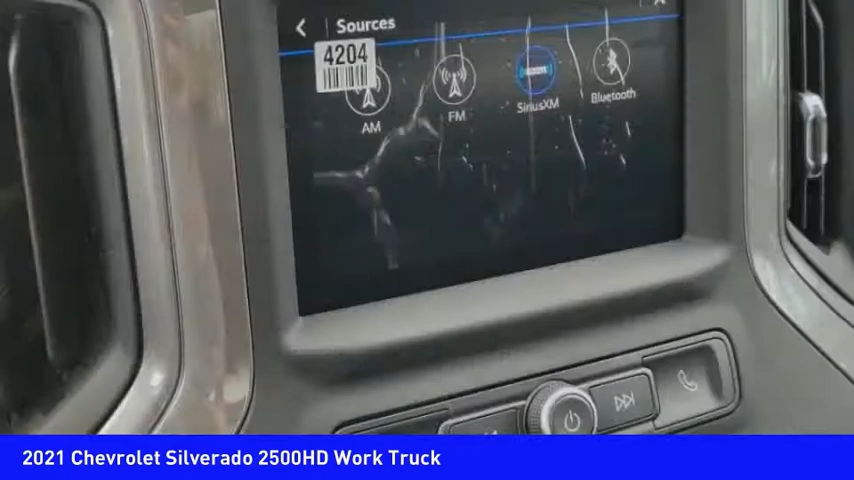 Sources
4204
AM
FM
SiriusXM
Bluetooth
2021 Chevrolet Silverado 2500HD Work Truck